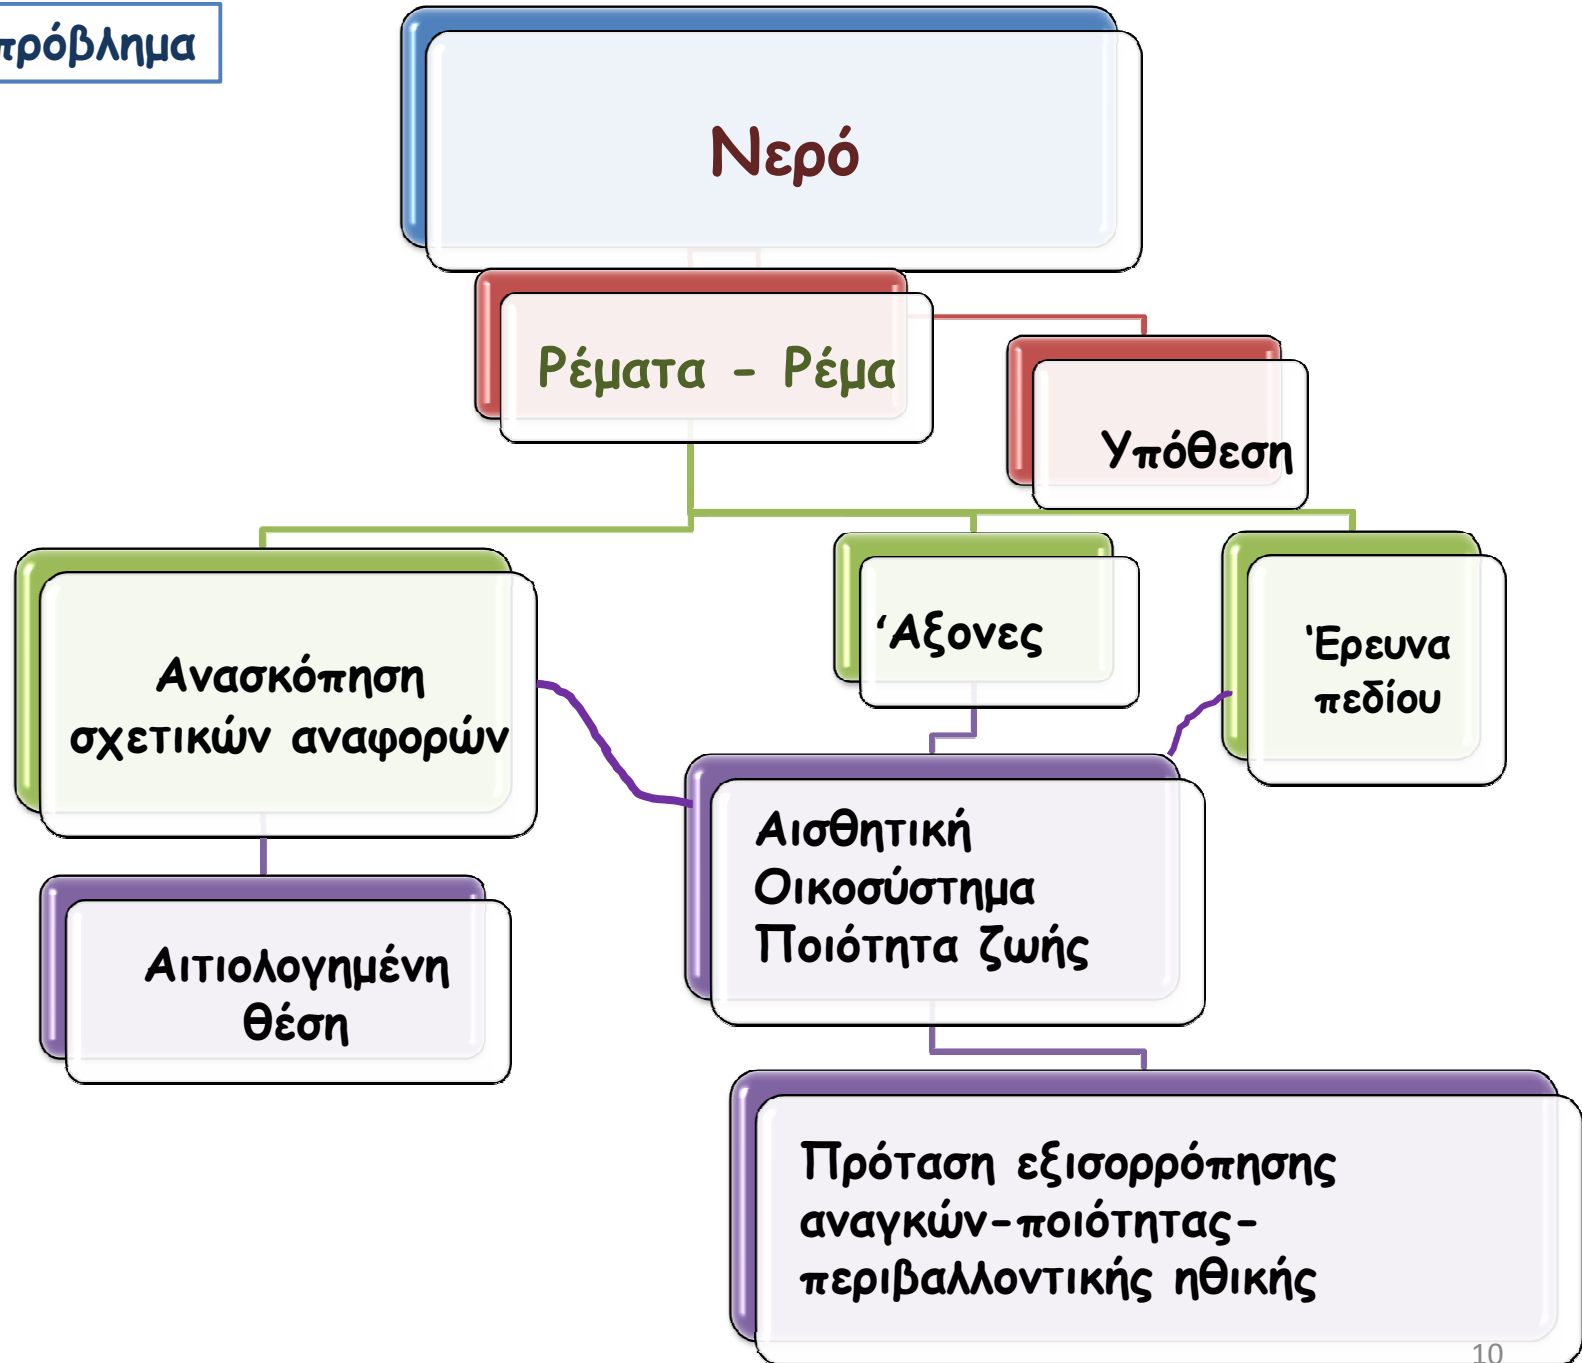 πρόβλημα
Νερό
Ρέματα - Ρέμα
Υπόθεση
Ανασκόπηση
σχετικών αναφορών
‘Αξονες
‘Ερευνα
πεδίου
Αισθητική
Οικοσύστημα
Ποιότητα ζωής
Αιτιολογημένη
θέση
Πρόταση εξισορρόπησης
αναγκών-ποιότητας-
περιβαλλοντικής ηθικής
10